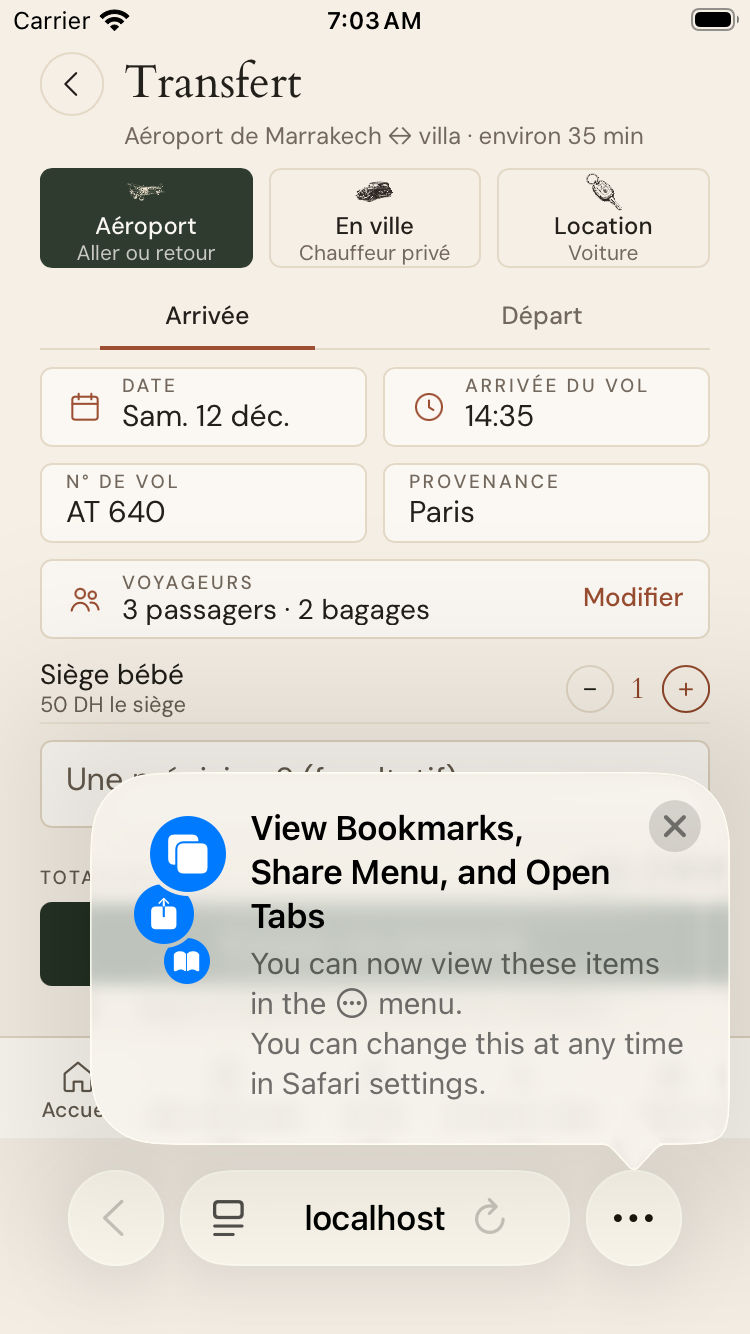 Carrier 7:03 AM
Transfert
Aéroport de Marrakech ↔ villa · environ 35 min
Aéroport
Aller ou retour
En ville
Chauffeur privé
Location
Voiture
Arrivée Départ
DATE
Sam. 12 déc.
ARRIVÉE DU VOL
14:35
N° DE VOL
AT 640
PROVENANCE
Paris
VOYAGEURS
3 passagers · 2 bagages
Modifier
Siège bébé
50 DH le siège
− 1 +
Une
View Bookmarks,
Share Menu, and Open
Tabs
You can now view these items
in the ··· menu.
You can change this at any time
in Safari settings.
localhost